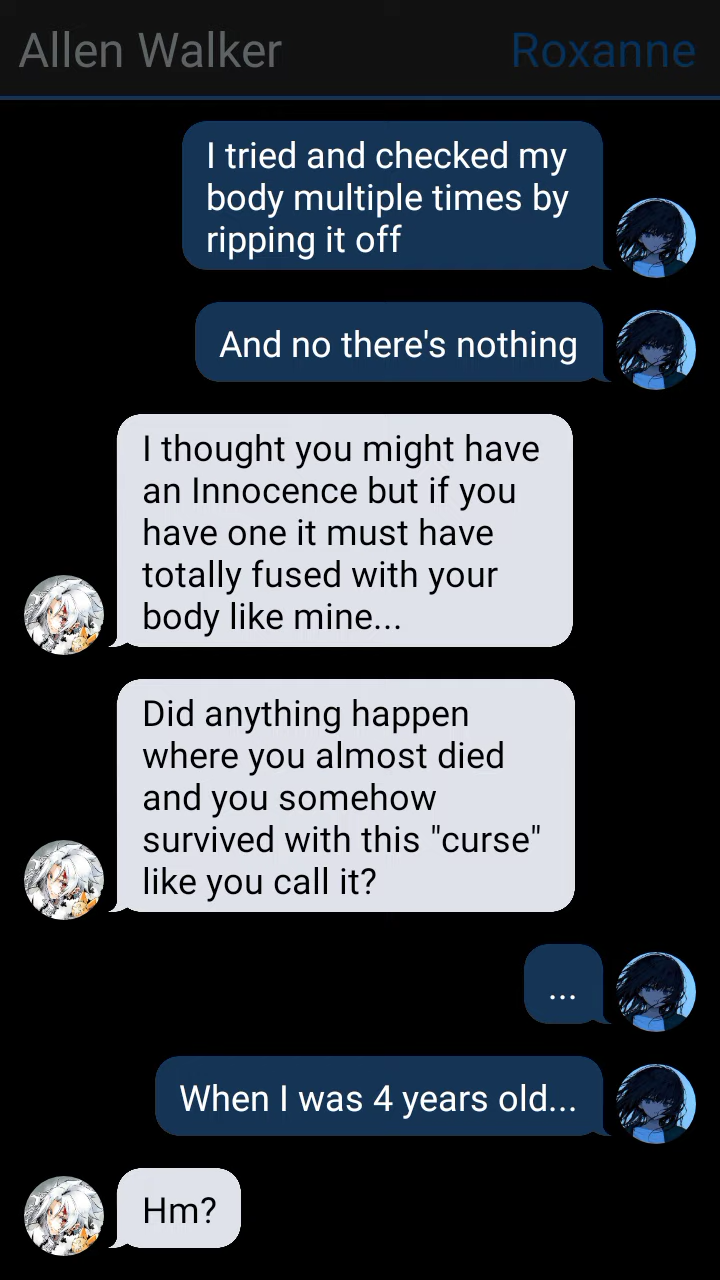 Allen Walker
Roxanne
I tried and checked my
body multiple times by
ripping it off
And no there's nothing
I thought you might have
an Innocence but if you
have one it must have
totally fused with your
body like mine...
Did anything happen
where you almost died
and you somehow
survived with this "curse"
like you call it?
...
When I was 4 years old...
Hm?